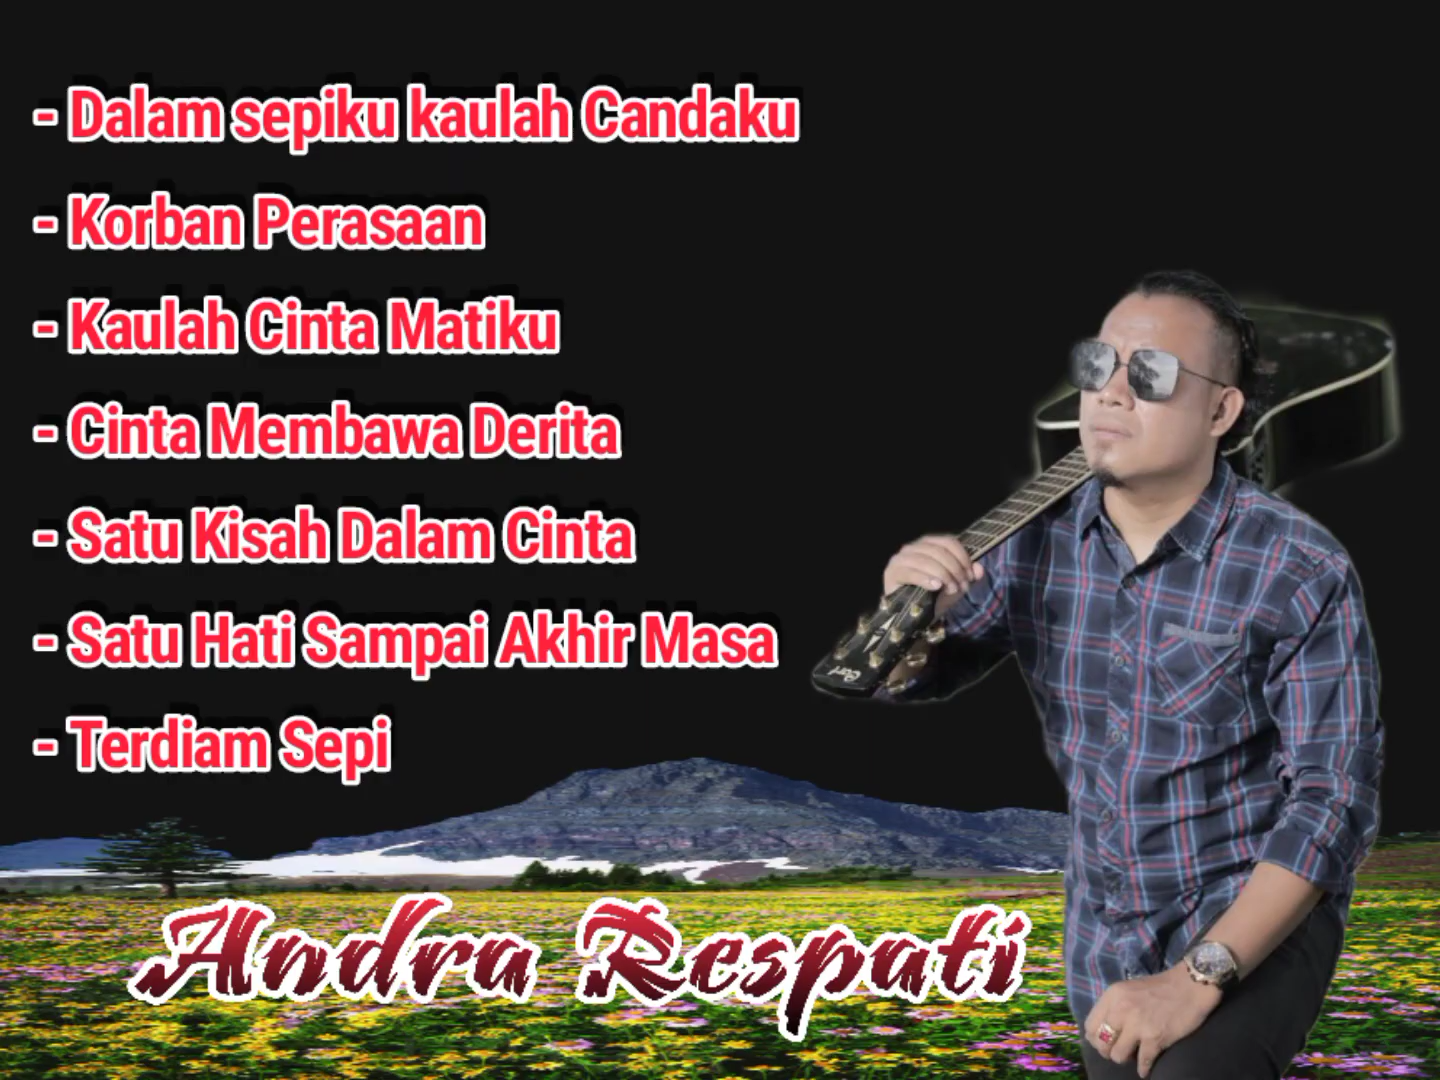 - Dalam sepiku kaulah Candaku
- Korban Perasaan
- Kaulah Cinta Matiku
- Cinta Membawa Derita
- Satu Kisah Dalam Cinta
- Satu Hati Sampai Akhir Masa
- Terdiam Sepi
Cort
Andra Respati